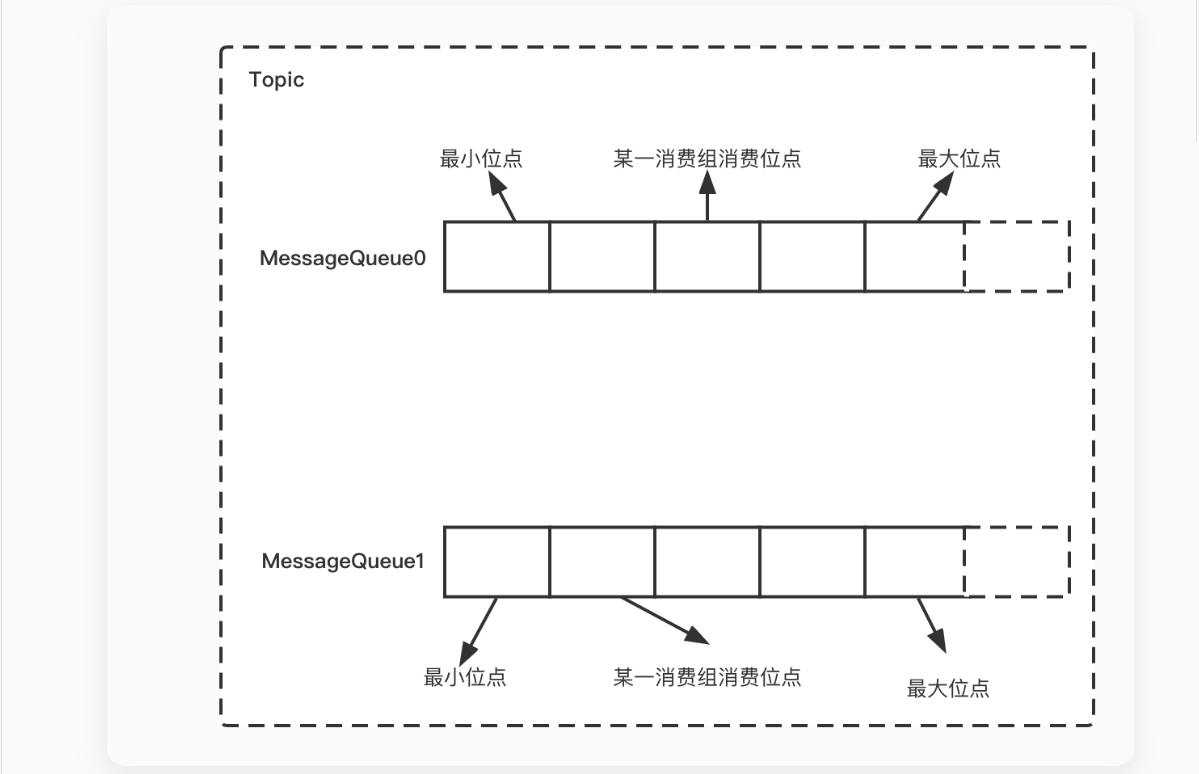 Topic
最小位点
某一消费组消费位点
最大位点
MessageQueue0
MessageQueue1
最小位点
某一消费组消费位点
最大位点